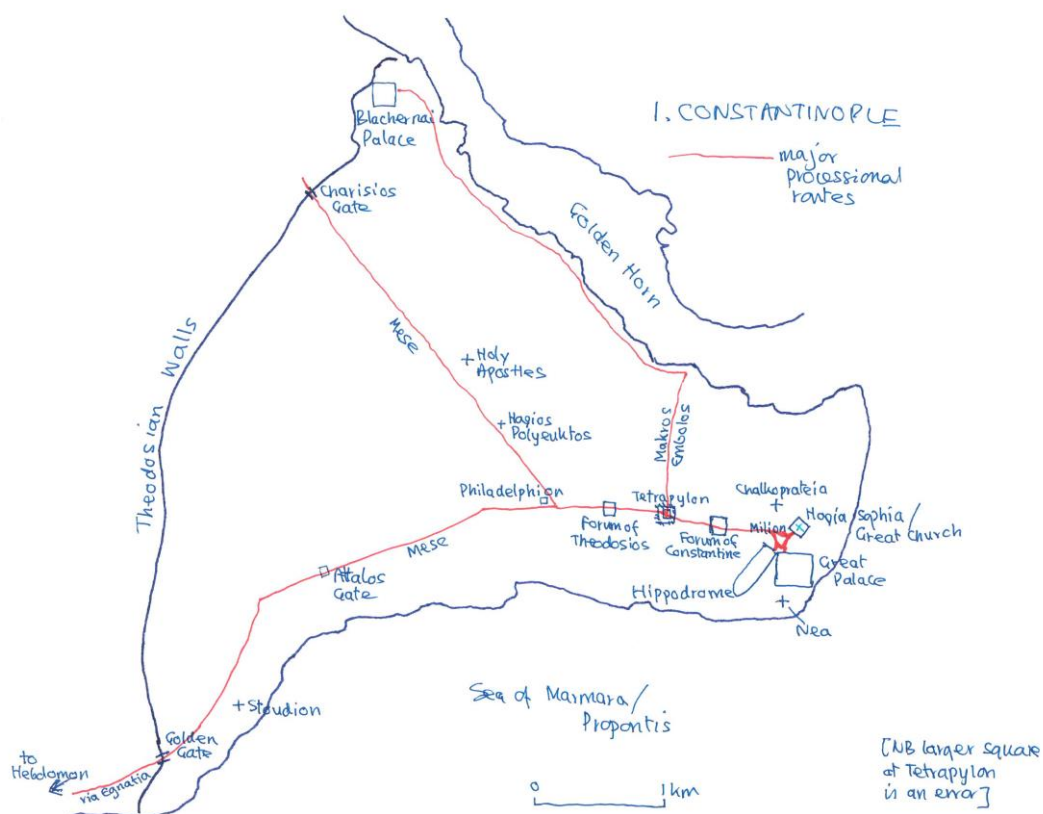 1. CONSTANTINOPLE
major
processional
routes
Blachernai
Palace
Charisios
Gate
Golden Horn
Mese
Theodosian Walls
+ Holy
Apostles
+ Hagios
Polyeuktos
Makros
Embolos
Philadelphion
Tetrapylon
Chalkoprateia
+
Milion
Hagia Sophia/
Great Church
Forum of
Theodosios
Forum of
Constantine
Mese
Attalos
Gate
Hippodrome
Great
Palace
+
Nea
+ Stoudion
Sea of Marmara/
Propontis
Golden
Gate
to
Hebdomon
via Egnatia
0 1 km
[NB larger square
at Tetrapylon
is an error]